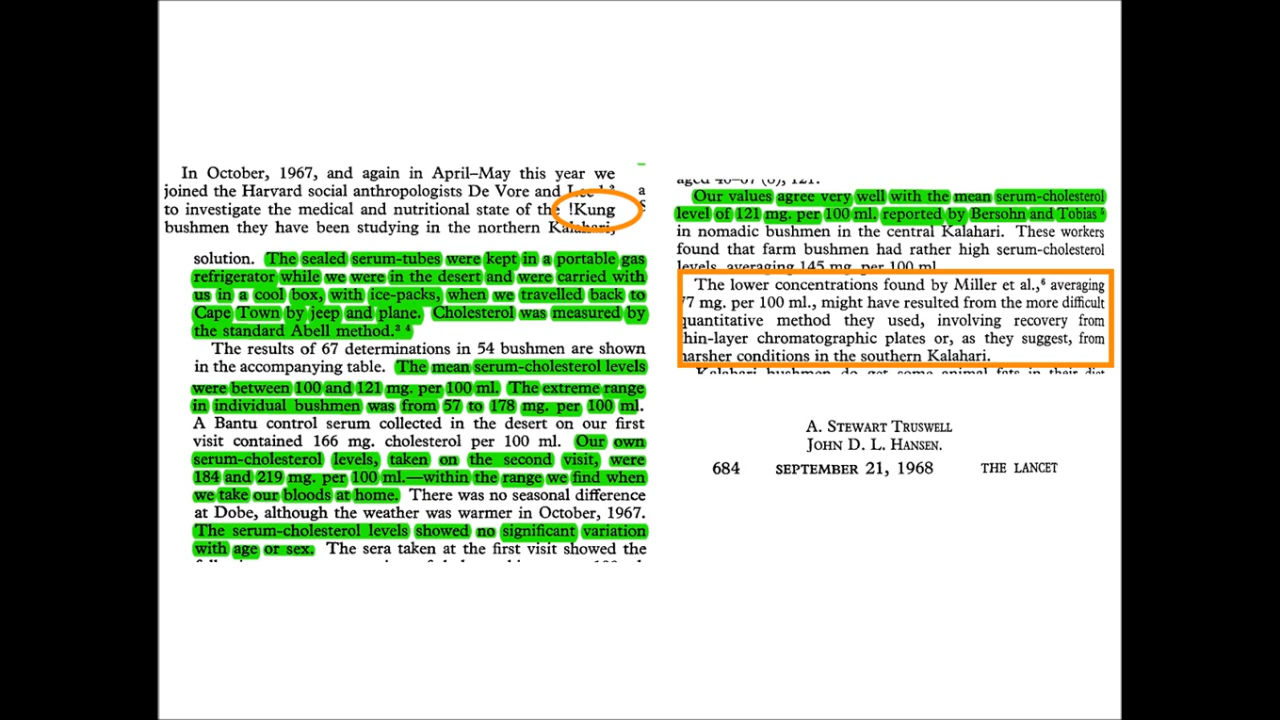 In October, 1967, and again in April–May this year we
joined the Harvard social anthropologists De Vore and
a
to investigate the medical and nutritional state of the !Kung
bushmen they have been studying in the northern Kalahari,
solution. The sealed serum-tubes were kept in a portable gas
refrigerator while we were in the desert and were carried with
us in a cool box, with ice-packs, when we travelled back to
Cape Town by jeep and plane. Cholesterol was measured by
the standard Abell method.³ ⁴
The results of 67 determinations in 54 bushmen are shown
in the accompanying table. The mean serum-cholesterol levels
were between 100 and 121 mg. per 100 ml. The extreme range
in individual bushmen was from 57 to 178 mg. per 100 ml.
A Bantu control serum collected in the desert on our first
visit contained 166 mg. cholesterol per 100 ml. Our own
serum-cholesterol levels, taken on the second visit, were
184 and 219 mg. per 100 ml.—within the range we find when
we take our bloods at home. There was no seasonal difference
at Dobe, although the weather was warmer in October, 1967.
The serum-cholesterol levels showed no significant variation
with age or sex. The sera taken at the first visit showed the
Our values agree very well with the mean serum-cholesterol
level of 121 mg. per 100 ml. reported by Bersohn and Tobias⁵
in nomadic bushmen in the central Kalahari. These workers
found that farm bushmen had rather high serum-cholesterol
levels, averaging 145 mg. per 100 ml.
The lower concentrations found by Miller et al.,⁶ averaging
77 mg. per 100 ml., might have resulted from the more difficult
quantitative method they used, involving recovery from
thin-layer chromatographic plates or, as they suggest, from
harsher conditions in the southern Kalahari.
Kalahari bushmen do get some animal fats in their diet
A. STEWART TRUSWELL
JOHN D. L. HANSEN.
684 SEPTEMBER 21, 1968 THE LANCET